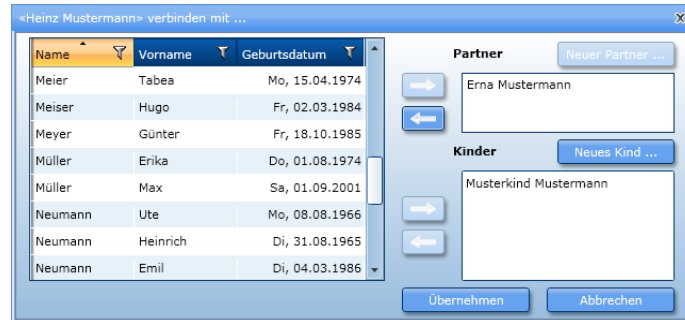 «Heinz Mustermann» verbinden mit ...
Name Vorname Geburtsdatum
Meier Tabea Mo, 15.04.1974
Meiser Hugo Fr, 02.03.1984
Meyer Günter Fr, 18.10.1985
Müller Erika Do, 01.08.1974
Müller Max Sa, 01.09.2001
Neumann Ute Mo, 08.08.1966
Neumann Heinrich Di, 31.08.1965
Neumann Emil Di, 04.03.1986
Partner Neuer Partner ...
Erna Mustermann
Kinder Neues Kind ...
Musterkind Mustermann
Übernehmen Abbrechen